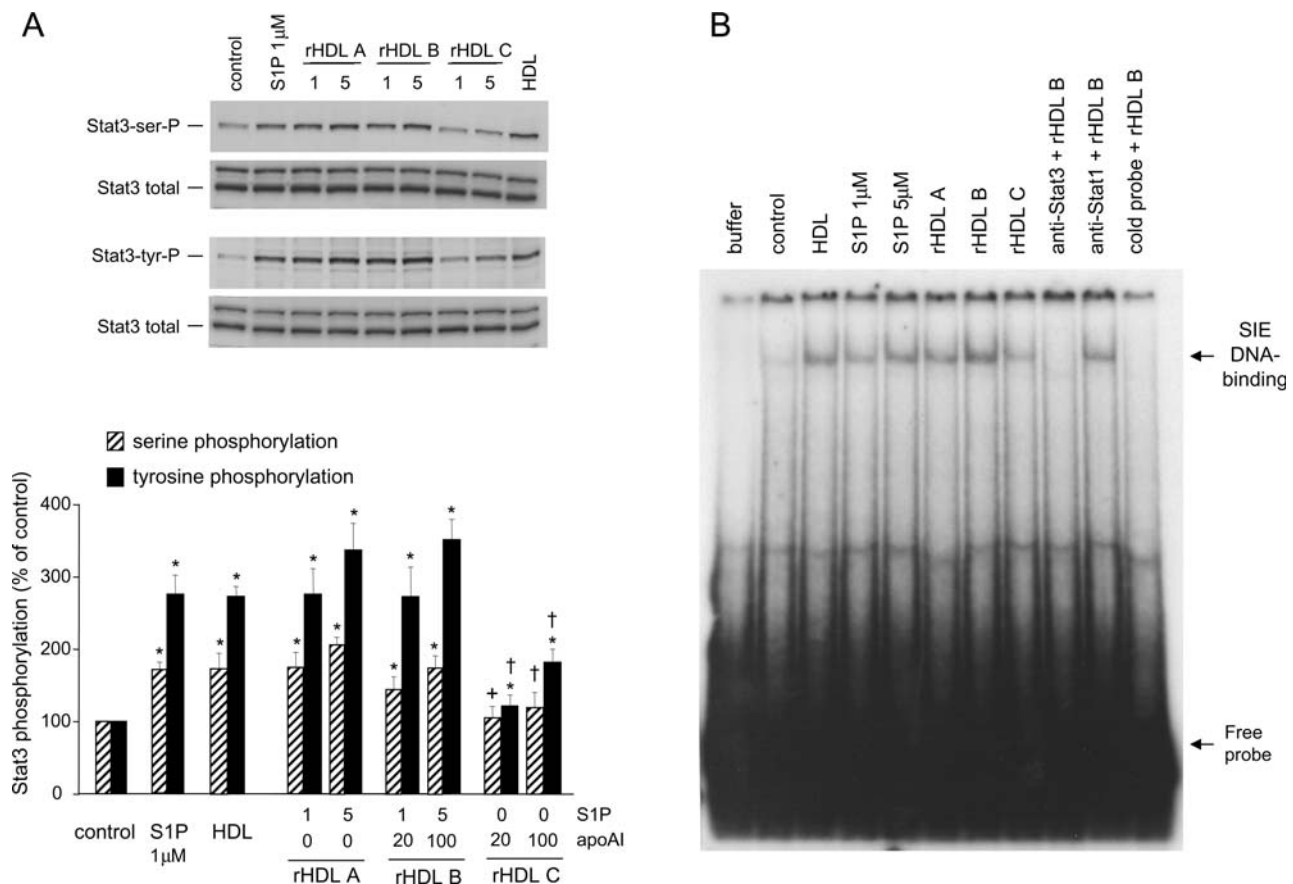 A
control
S1P 1μM
rHDL A
rHDL B
rHDL C
HDL
1 5 1 5 1 5
Stat3-ser-P
Stat3 total
Stat3-tyr-P
Stat3 total
serine phosphorylation
tyrosine phosphorylation
Stat3 phosphorylation (% of control)
400
300
200
100
0
* * * * * * * * * * * * + † * † † *
control
S1P
1μM
HDL
1 5 1 5 0 0 S1P
0 0 20 100 20 100 apoAI
rHDL A rHDL B rHDL C
B
buffer
control
HDL
S1P 1μM
S1P 5μM
rHDL A
rHDL B
rHDL C
anti-Stat3 + rHDL B
anti-Stat1 + rHDL B
cold probe + rHDL B
SIE
DNA-
binding
Free
probe